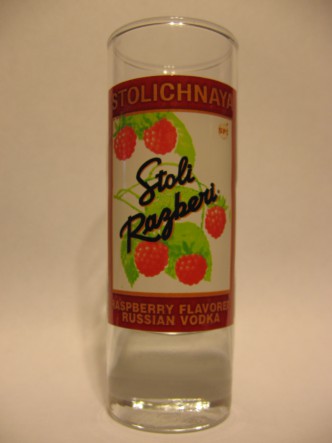 STOLICHNAYA
Stoli
Razberi
RASPBERRY FLAVORED
RUSSIAN VODKA